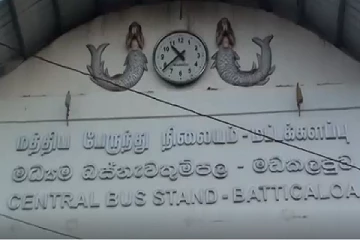 மத்திய பேருந்து நிலையம் - மட்டக்களப்பு
මධ්‍යම බස්නැවතුම්පල - මඩකලපුව
CENTRAL BUS STAND - BATTICALOA